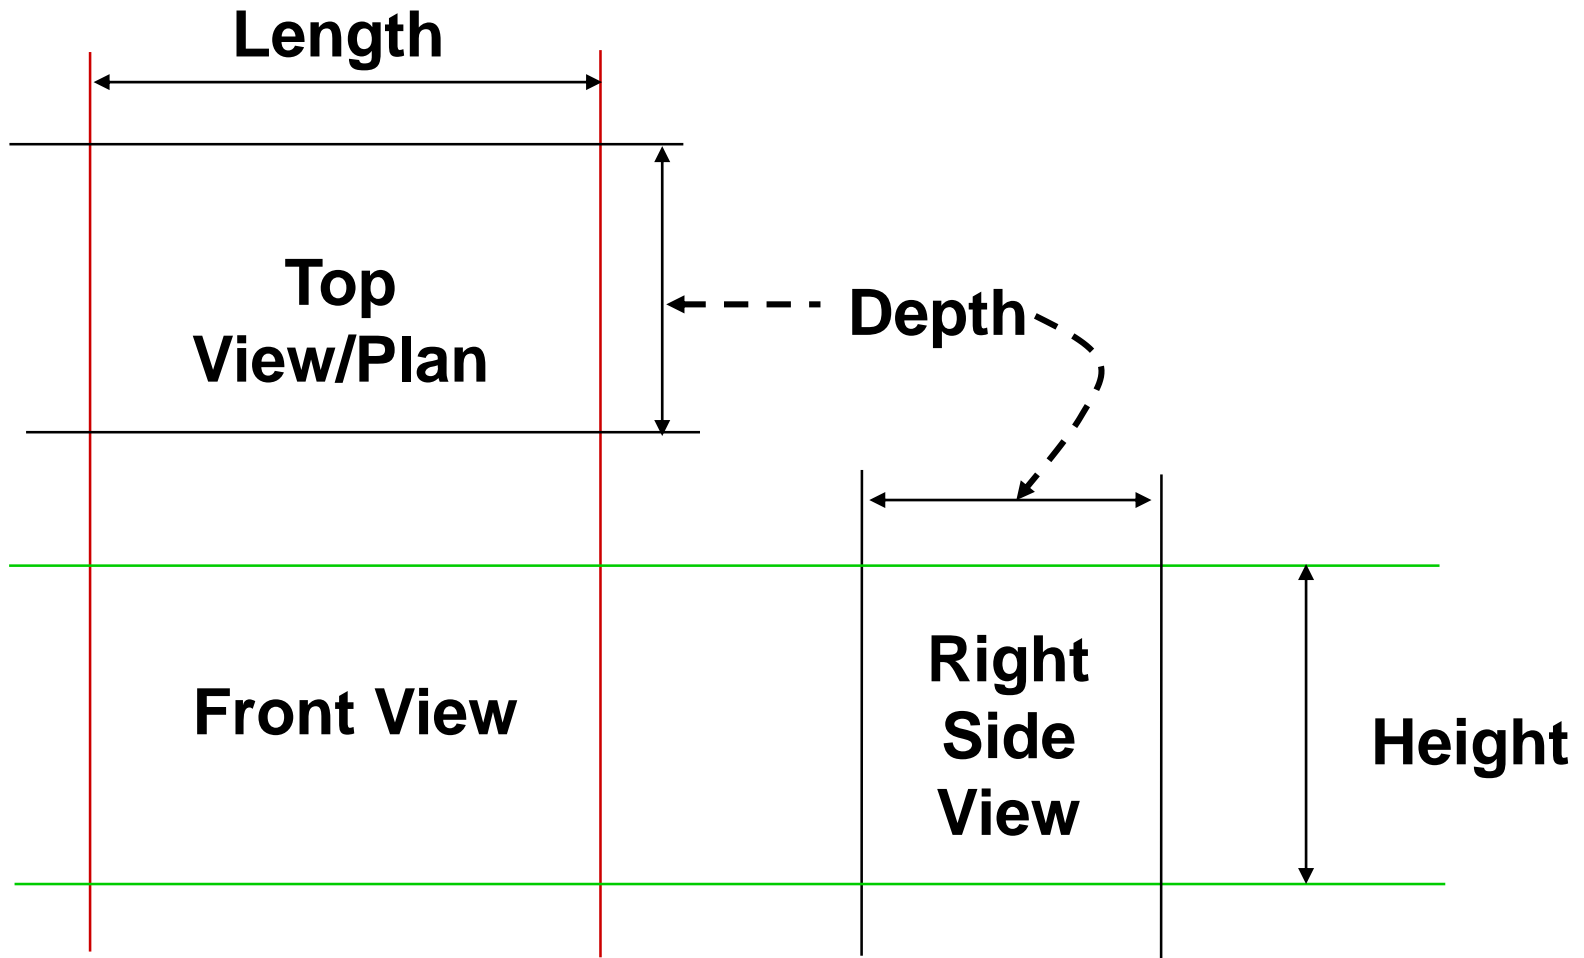 Length
Top
View/Plan
Depth
Front View
Right
Side
View
Height